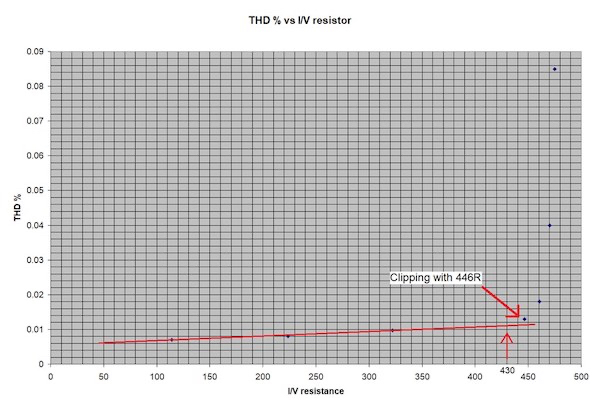 THD % vs I/V resistor
0.09
0.08
0.07
0.06
0.05
0.04
0.03
0.02
0.01
0
THD %
Clipping with 446R
430
0 50 100 150 200 250 300 350 400 450 500
I/V resistance